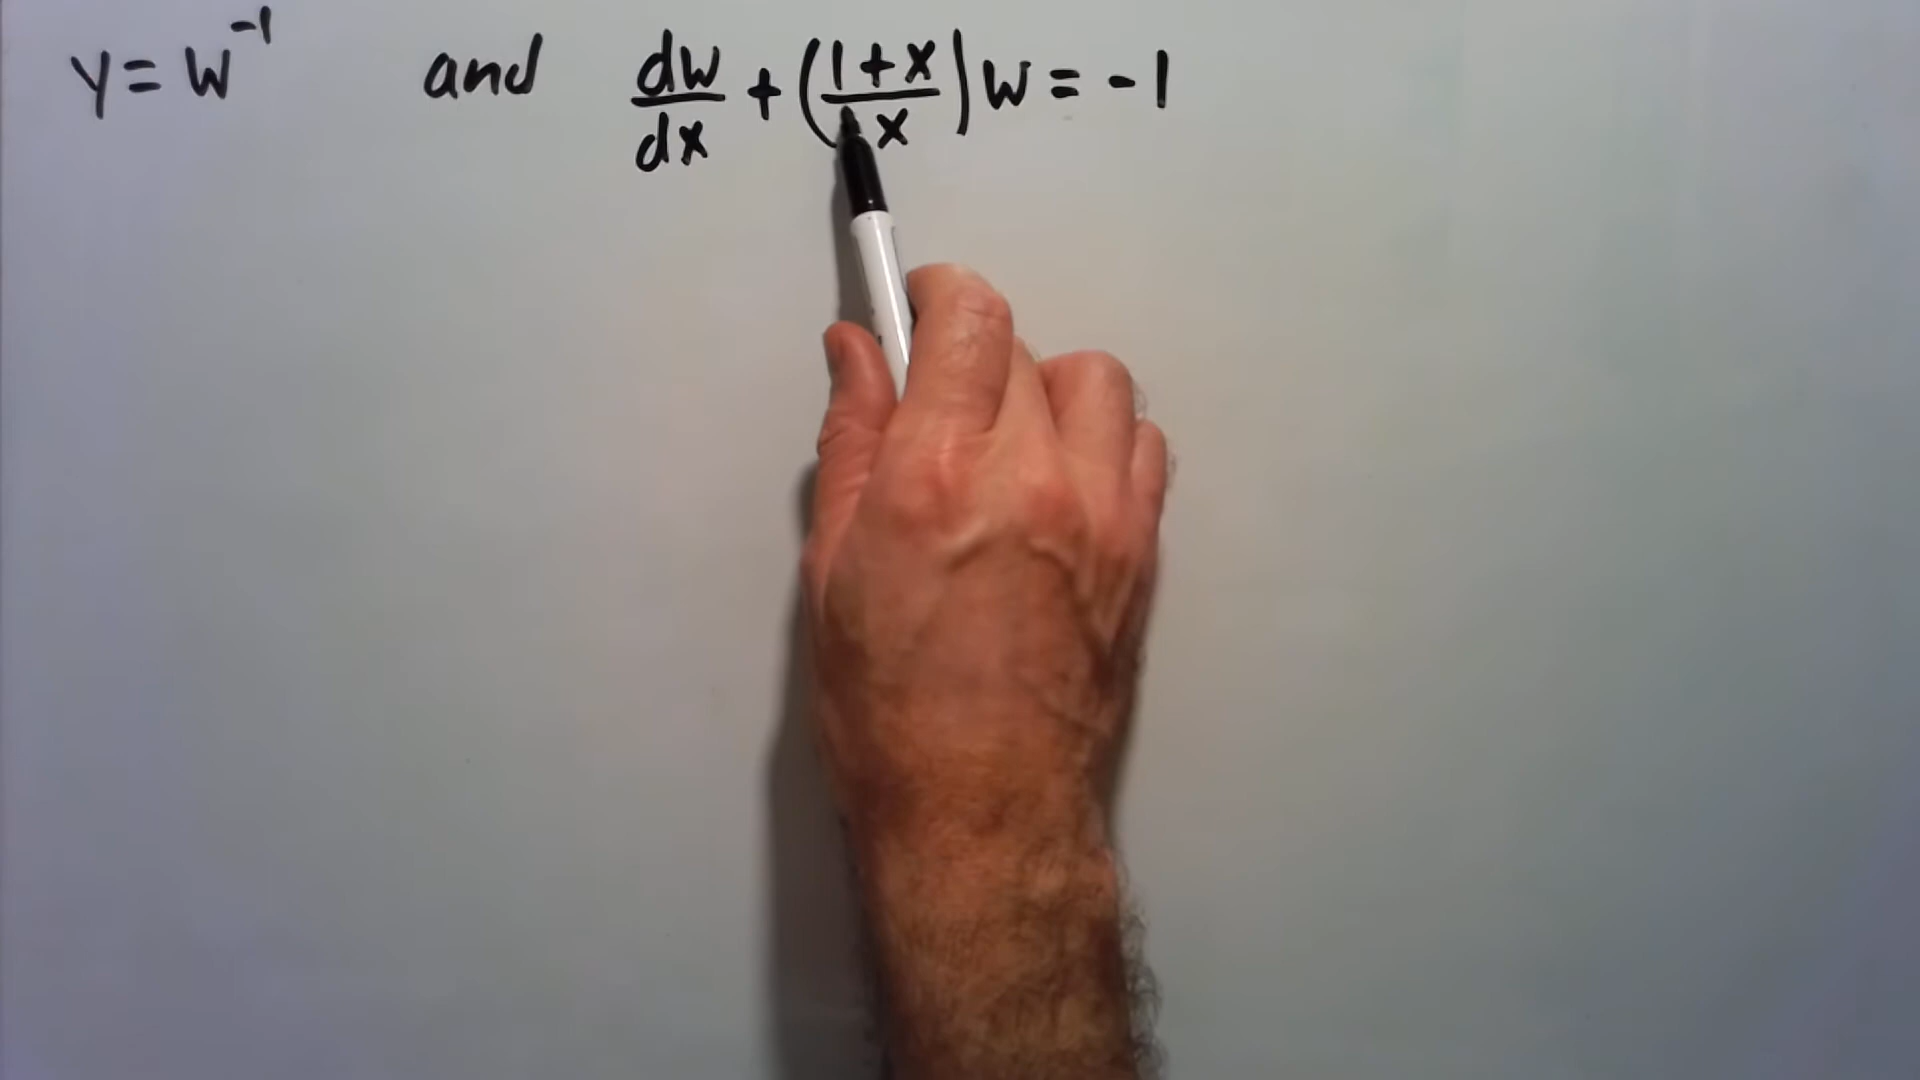 y = w^-1 and dw/dx + (1+x/x)w = -1